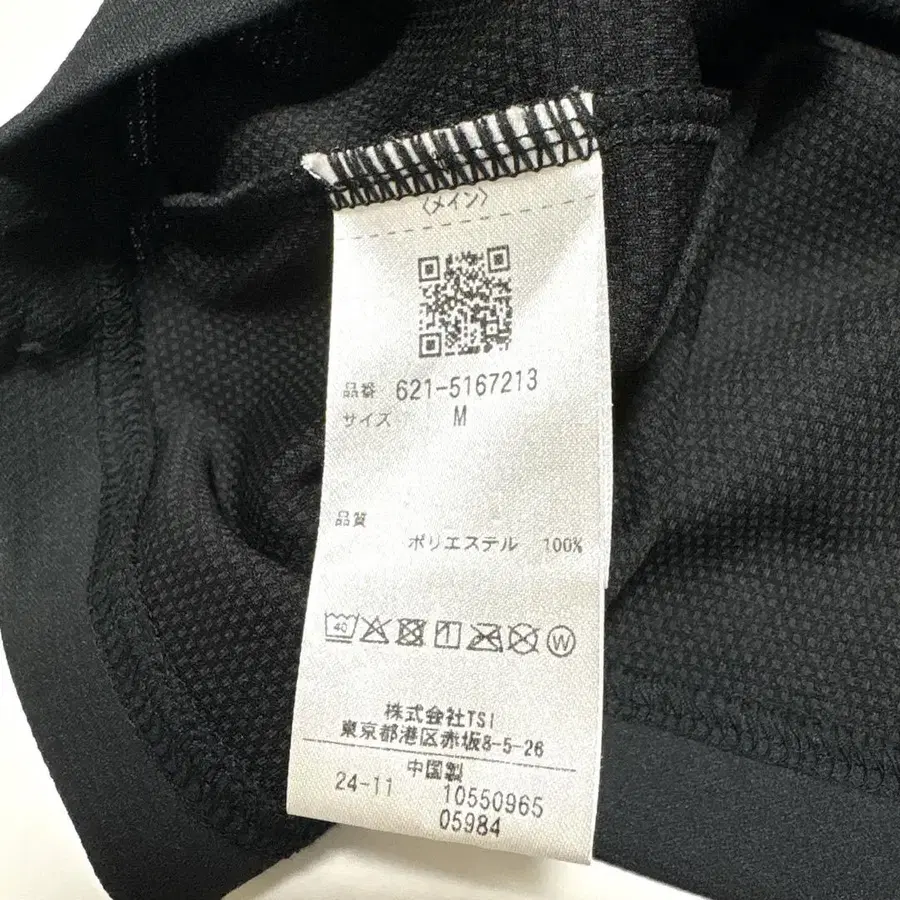 〈メイン〉
品番 621-5167213
サイズ M
品質
ポリエステル 100%
40
W
株式会社TSI
東京都港区赤坂8-5-26
中国製
24-11 10550965
05984